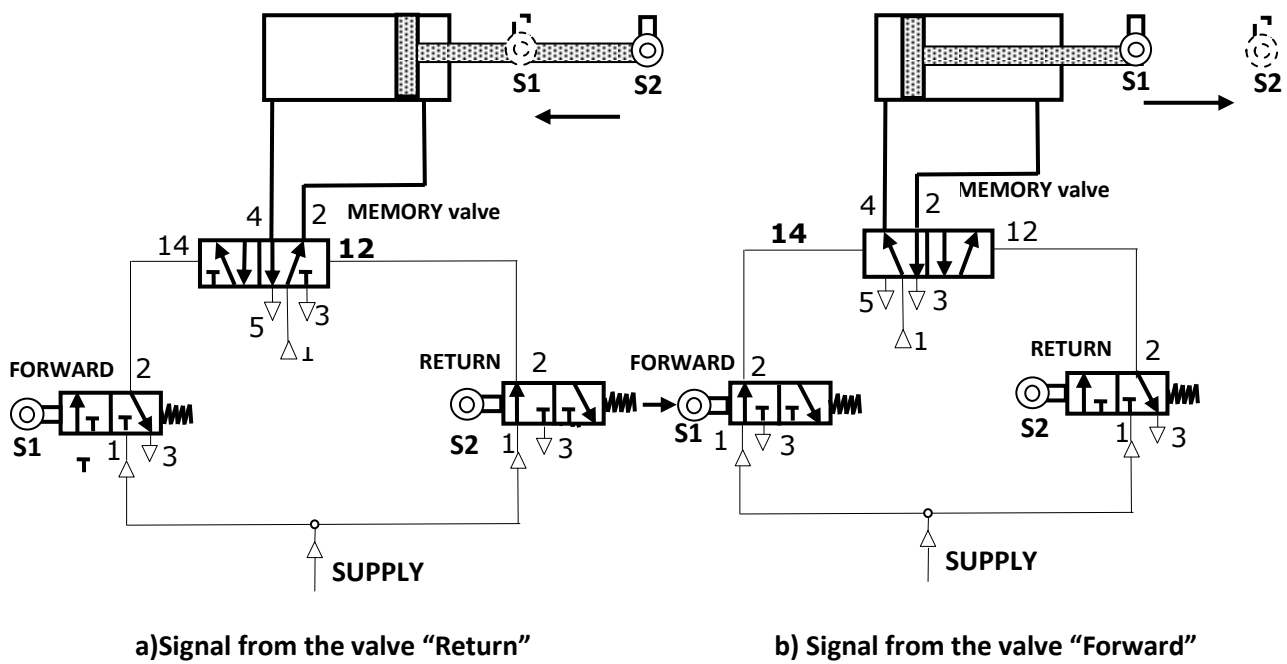 S1
S2
S1
S2
MEMORY valve
4
2
14
12
5
3
1
FORWARD
2
RETURN
2
S1
1
3
S2
1
3
SUPPLY
a)Signal from the valve “Return”
MEMORY valve
4
2
14
12
5
3
1
FORWARD
2
RETURN
2
S1
1
3
S2
1
3
SUPPLY
b) Signal from the valve “Forward”